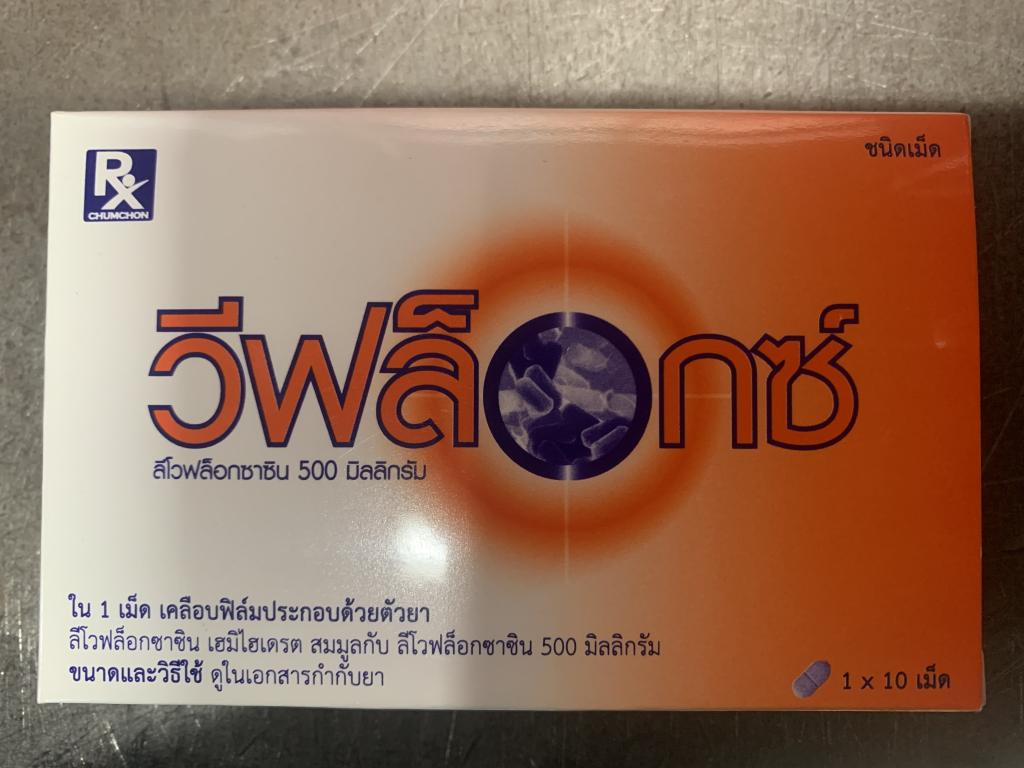 Rx
CHUMCHON
ชนิดเม็ด
วีฟล็อกซ์
ลีโวฟล็อกซาซิน 500 มิลลิกรัม
ใน 1 เม็ด เคลือบฟิล์มประกอบด้วยตัวยา
ลีโวฟล็อกซาซิน เฮมิไฮเดรต สมมูลกับ ลีโวฟล็อกซาซิน 500 มิลลิกรัม
ขนาดและวิธีใช้ ดูในเอกสารกำกับยา
1 x 10 เม็ด